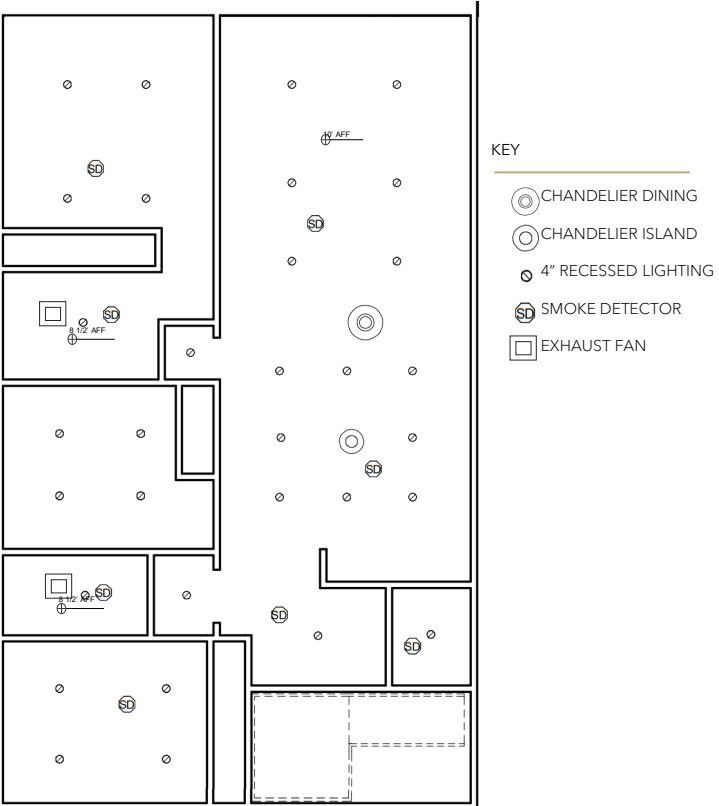 SD
10' AFF
SD
SD
8 1/2' AFF
SD
SD
8 1/2' AFF
SD
SD
SD
KEY
CHANDELIER DINING
CHANDELIER ISLAND
4” RECESSED LIGHTING
SD SMOKE DETECTOR
EXHAUST FAN